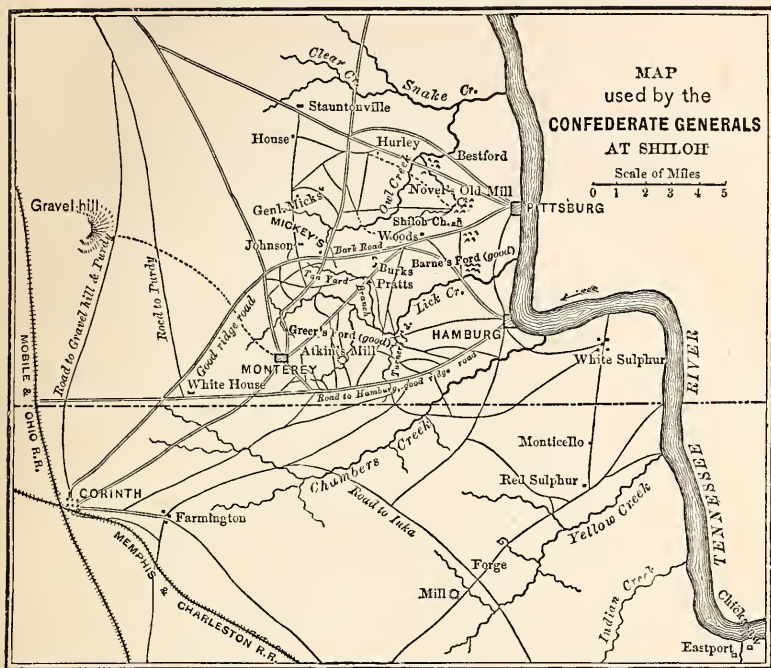 MAP
used by the
CONFEDERATE GENERALS
AT SHILOH
Scale of Miles
0 1 2 3 4 5
Clear Cr.
Snake Cr.
Stauntonville
House
Hurley
Bestford
Owl Creek
Novel's Old Mill
Gravel hill
Genl. Micks
PITTSBURG
MICKEY'S
Shiloh Ch.
Woods
Johnson
Bark Road
Barne's Ford (good)
Burks
Tan Yard
Pratts
Branch
Lick Cr.
Road to Gravel hill & Purdy
Road to Purdy
Good ridge road
Greer's Ford (good)
HAMBURG
Atkin's Mill
MONTEREY
White Sulphur
White House
Road to Hamburg, good ridge road
MOBILE & OHIO R.R.
RIVER
TENNESSEE
Monticello
Chambers Creek
Red Sulphur
CORINTH
Road to Iuka
Yellow Creek
Farmington
MEMPHIS & CHARLESTON R.R.
Forge
Mill
Indian Creek
Eastport